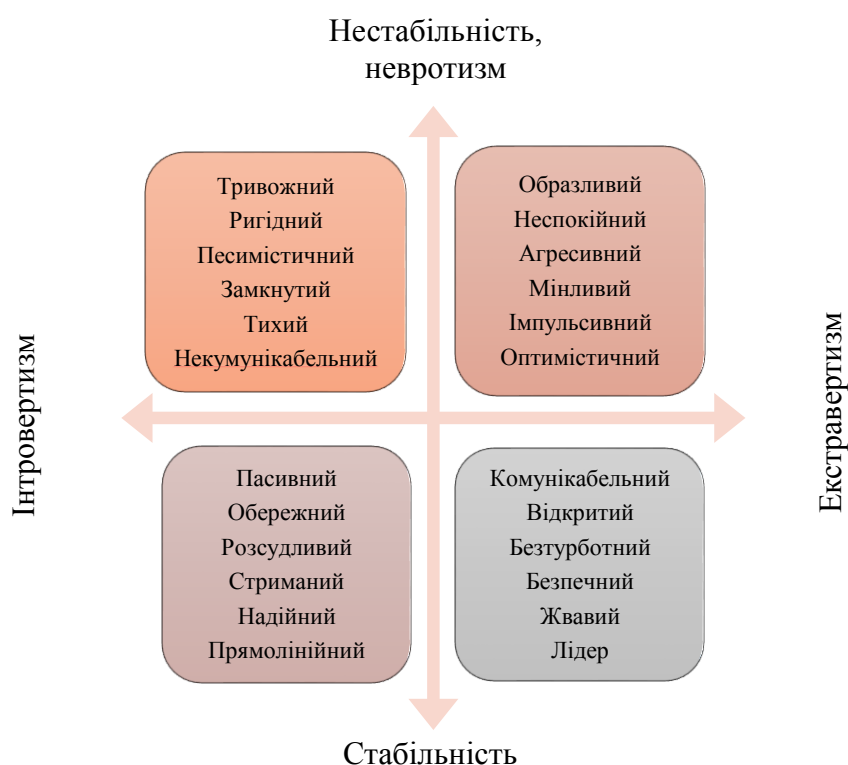 Нестабільність,
невротизм
Тривожний
Ригідний
Песимістичний
Замкнутий
Тихий
Некумунікабельний
Образливий
Неспокійний
Агресивний
Мінливий
Імпульсивний
Оптимістичний
Інтровертизм
Екстравертизм
Пасивний
Обережний
Розсудливий
Стриманий
Надійний
Прямолінійний
Комунікабельний
Відкритий
Безтурботний
Безпечний
Жвавий
Лідер
Стабільність